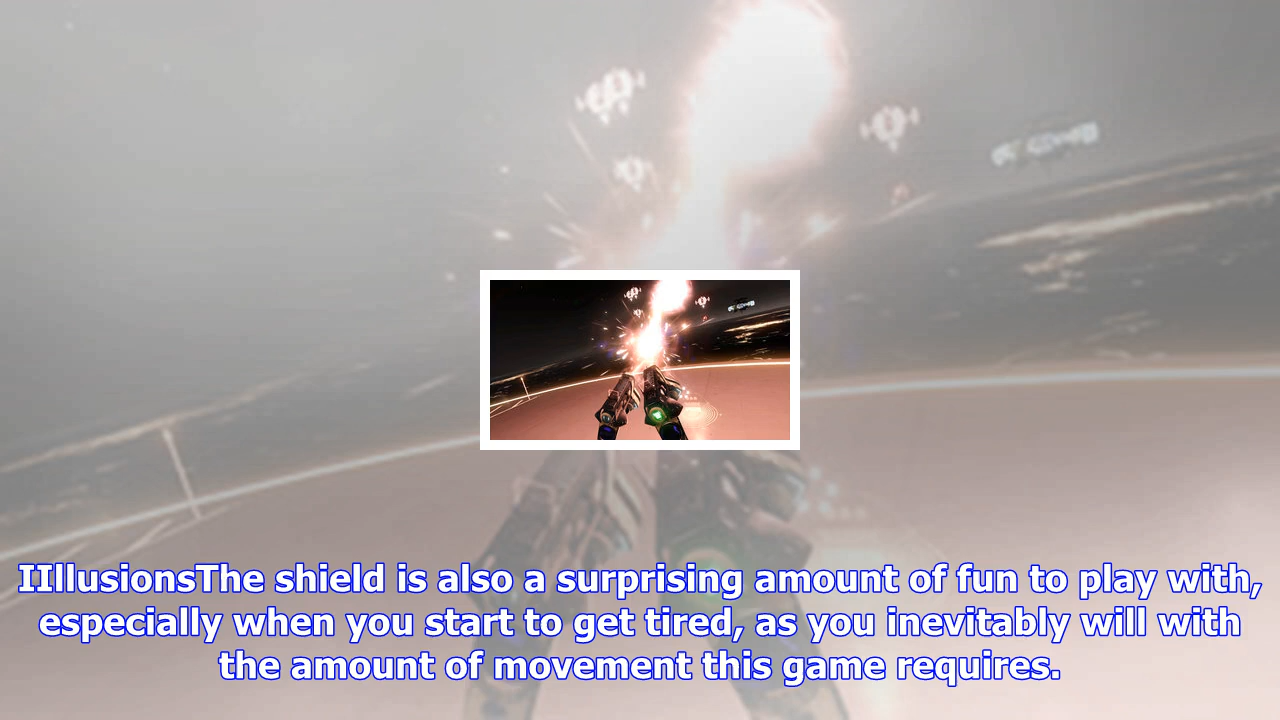 IIllusionsThe shield is also a surprising amount of fun to play with,
especially when you start to get tired, as you inevitably will with
the amount of movement this game requires.